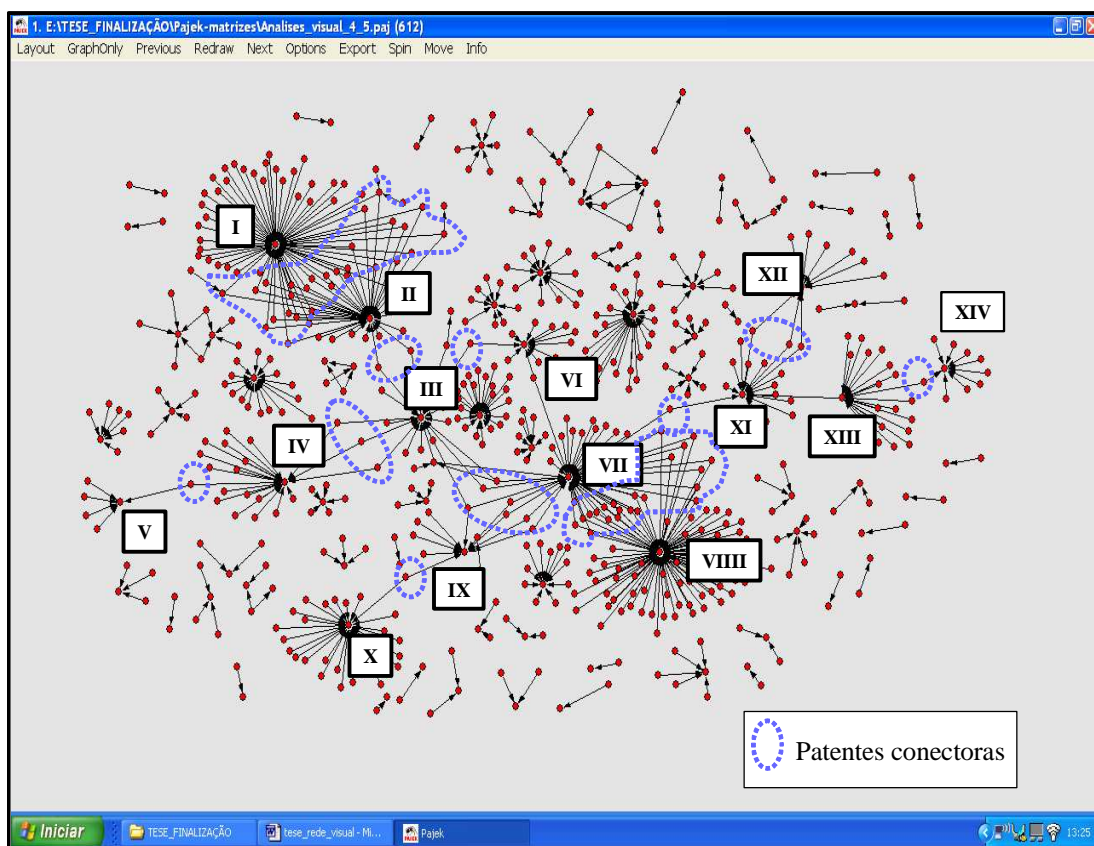 1. E:\TESE_FINALIZAÇÃO\Pajek-matrizes\Analises_visual_4_5.paj (612)
Layout GraphOnly Previous Redraw Next Options Export Spin Move Info
I
II
XII
XIV
III
VI
XI
XIII
IV
VII
V
VIIII
IX
X
Patentes conectoras
Iniciar TESE_FINALIZAÇÃO tese_rede_visual - Mi... Pajek 13:25